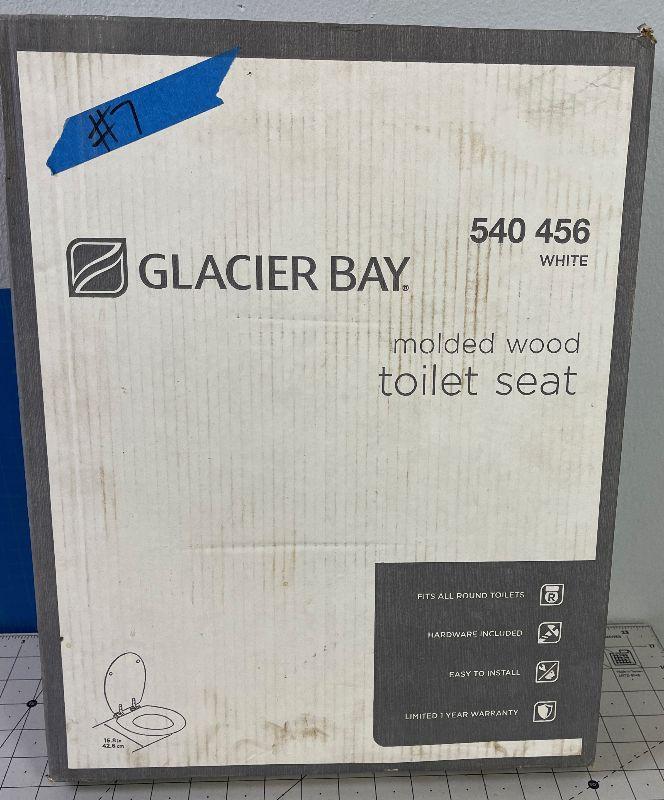 #7
540 456
WHITE
GLACIER BAY®
molded wood
toilet seat
FITS ALL ROUND TOILETS
R
HARDWARE INCLUDED
EASY TO INSTALL
LIMITED 1 YEAR WARRANTY
16.8 in
42.6 cm